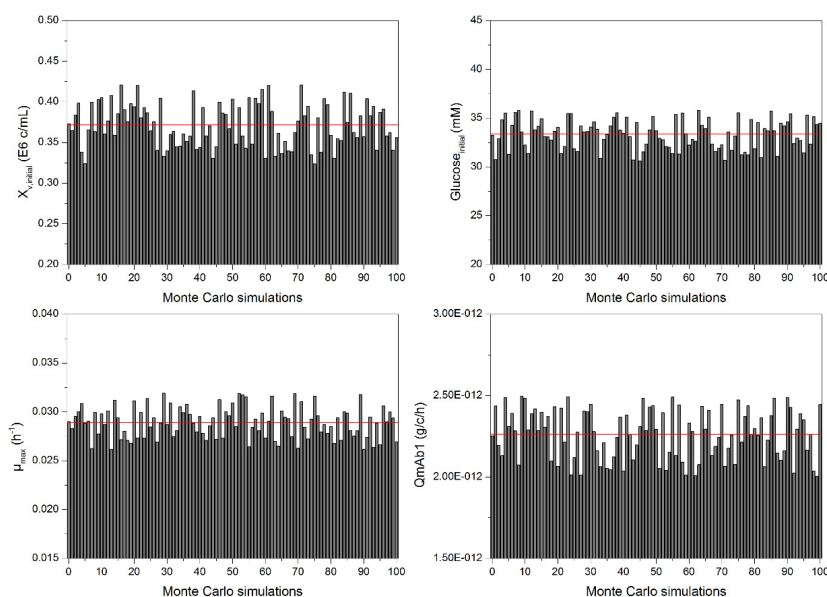 0.50
0.45
0.40
0.35
0.30
0.25
0.20
Xv,initial (E6 c/mL)
0 10 20 30 40 50 60 70 80 90 100
Monte Carlo simulations
45
40
35
30
25
20
Glucoseinitial (mM)
0 10 20 30 40 50 60 70 80 90 100
Monte Carlo simulations
0.040
0.035
0.030
0.025
0.020
0.015
μmax (h-1)
0 10 20 30 40 50 60 70 80 90 100
Monte Carlo simulations
3.00E-012
2.50E-012
2.00E-012
1.50E-012
QmAb1 (g/c/h)
0 10 20 30 40 50 60 70 80 90 100
Monte Carlo simulations